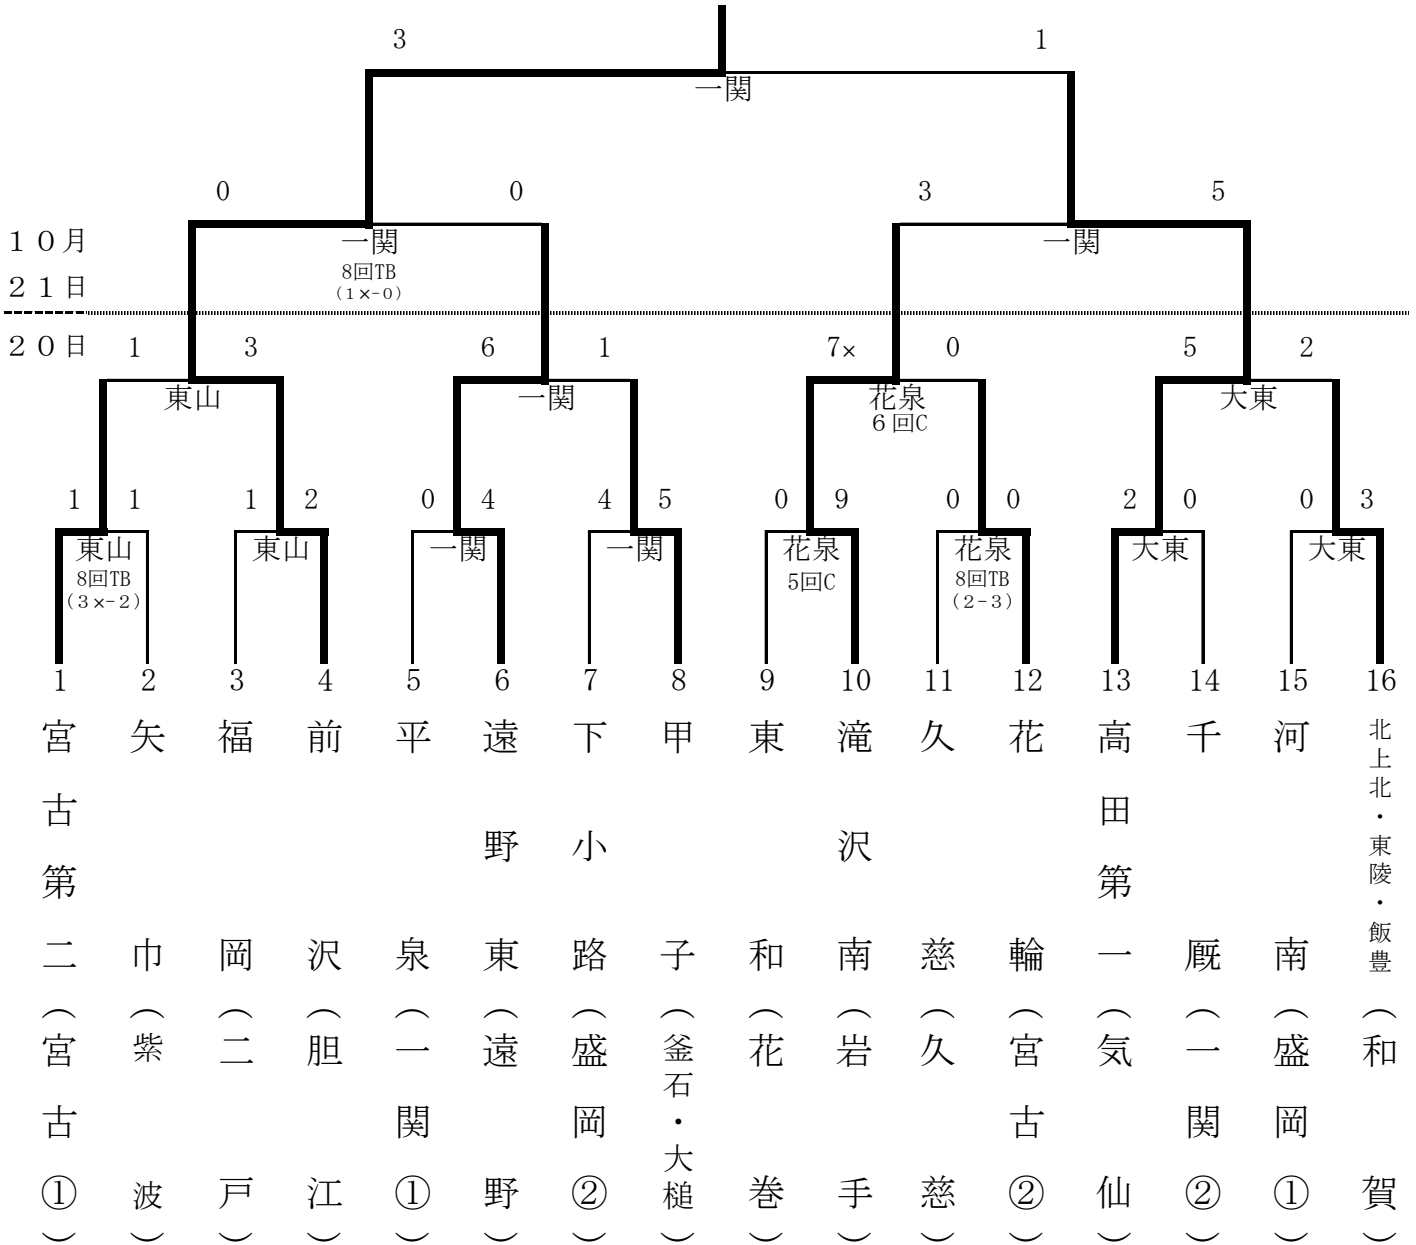 3 1
一関
0 0 3 5
10月
一関 一関
8回TB
(1×-0)
21日
20日 1 3 6 1 7× 0 5 2
東山 一関 花泉 大東
6回C
1 1 1 2 0 4 4 5 0 9 0 0 2 0 0 3
東山 東山 一関 一関 花泉 花泉 大東 大東
8回TB 5回C 8回TB
(3×-2) (2-3)
1 2 3 4 5 6 7 8 9 10 11 12 13 14 15 16
宮古第二(宮古①)
矢巾(紫波)
福岡(二戸)
前沢(胆江)
平泉(一関①)
遠野東(遠野)
下小路(盛岡②)
甲子(釜石・大槌)
東和(花巻)
滝沢南(岩手)
久慈(久慈)
花輪(宮古②)
高田第一(気仙)
千厩(一関②)
河南(盛岡①)
北上北・東陵・飯豊(和賀)